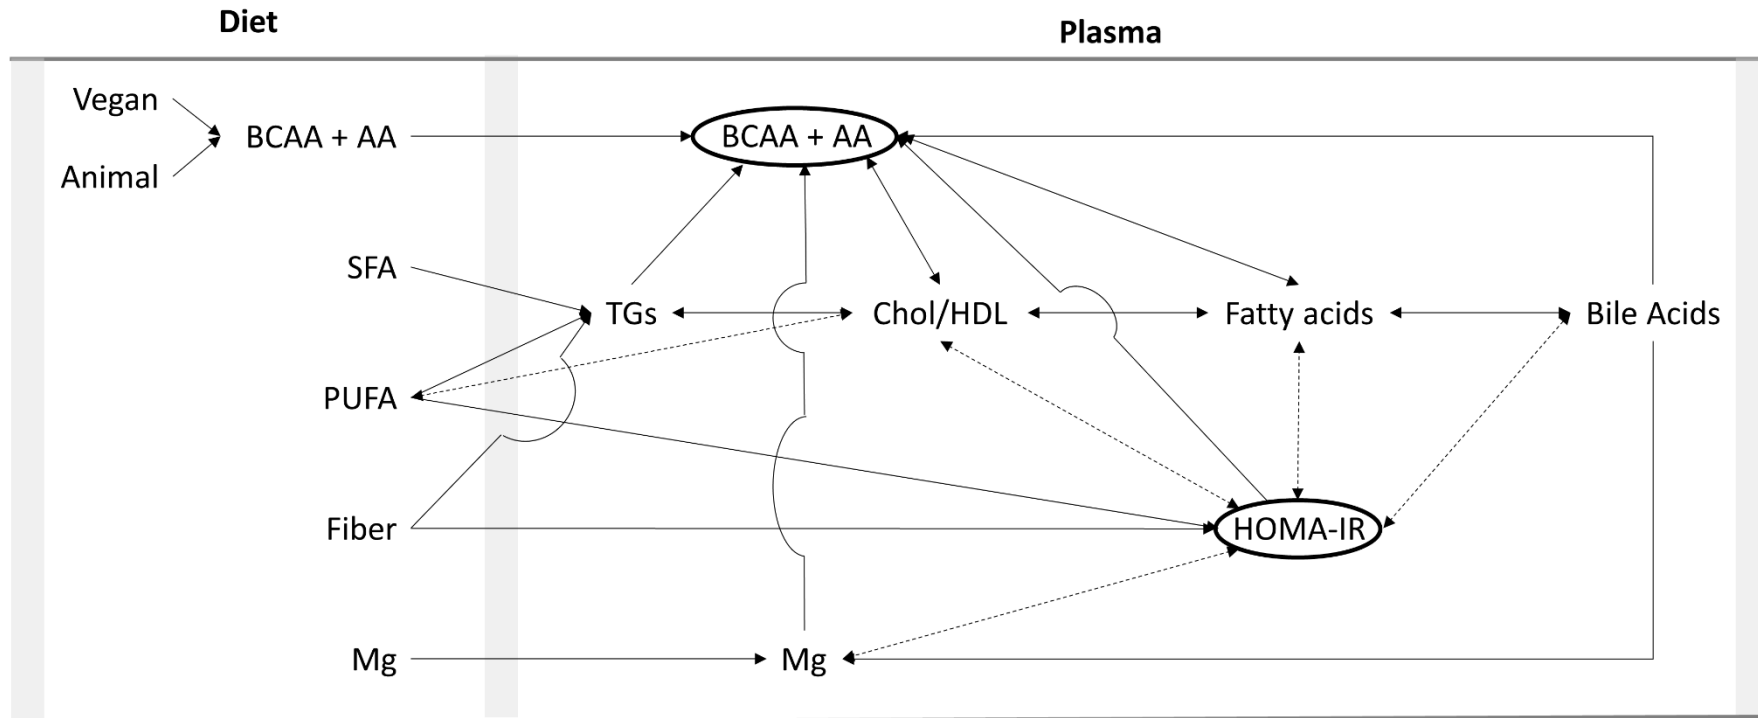 Diet
Plasma
Vegan
BCAA + AA
BCAA + AA
Animal
SFA
TGs
Chol/HDL
Fatty acids
Bile Acids
PUFA
Fiber
HOMA-IR
Mg
Mg